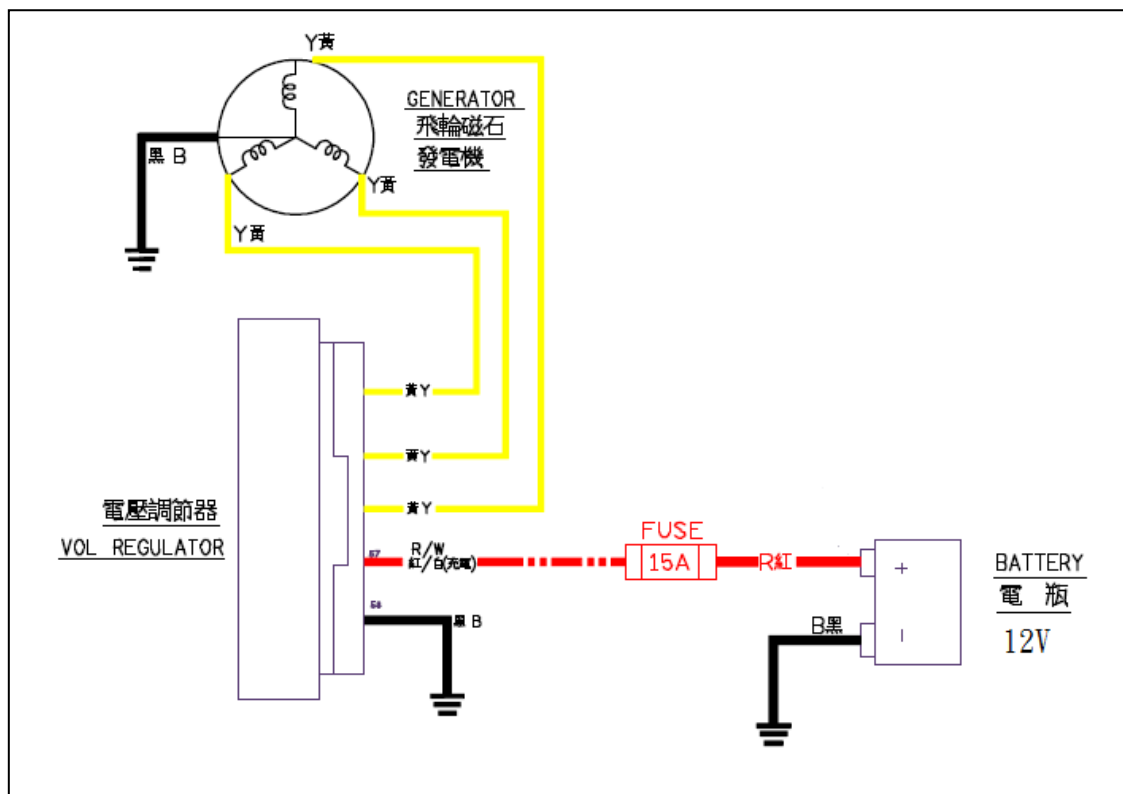 Y黃
GENERATOR
飛輪磁石
發電機
黑 B
Y黃
Y黃
黃Y
黃Y
黃Y
電壓調節器
VOL REGULATOR
57
R/W
紅/白(充電)
FUSE
15A
R紅
+
BATTERY
電 瓶
12V
黑 B
B黑
-